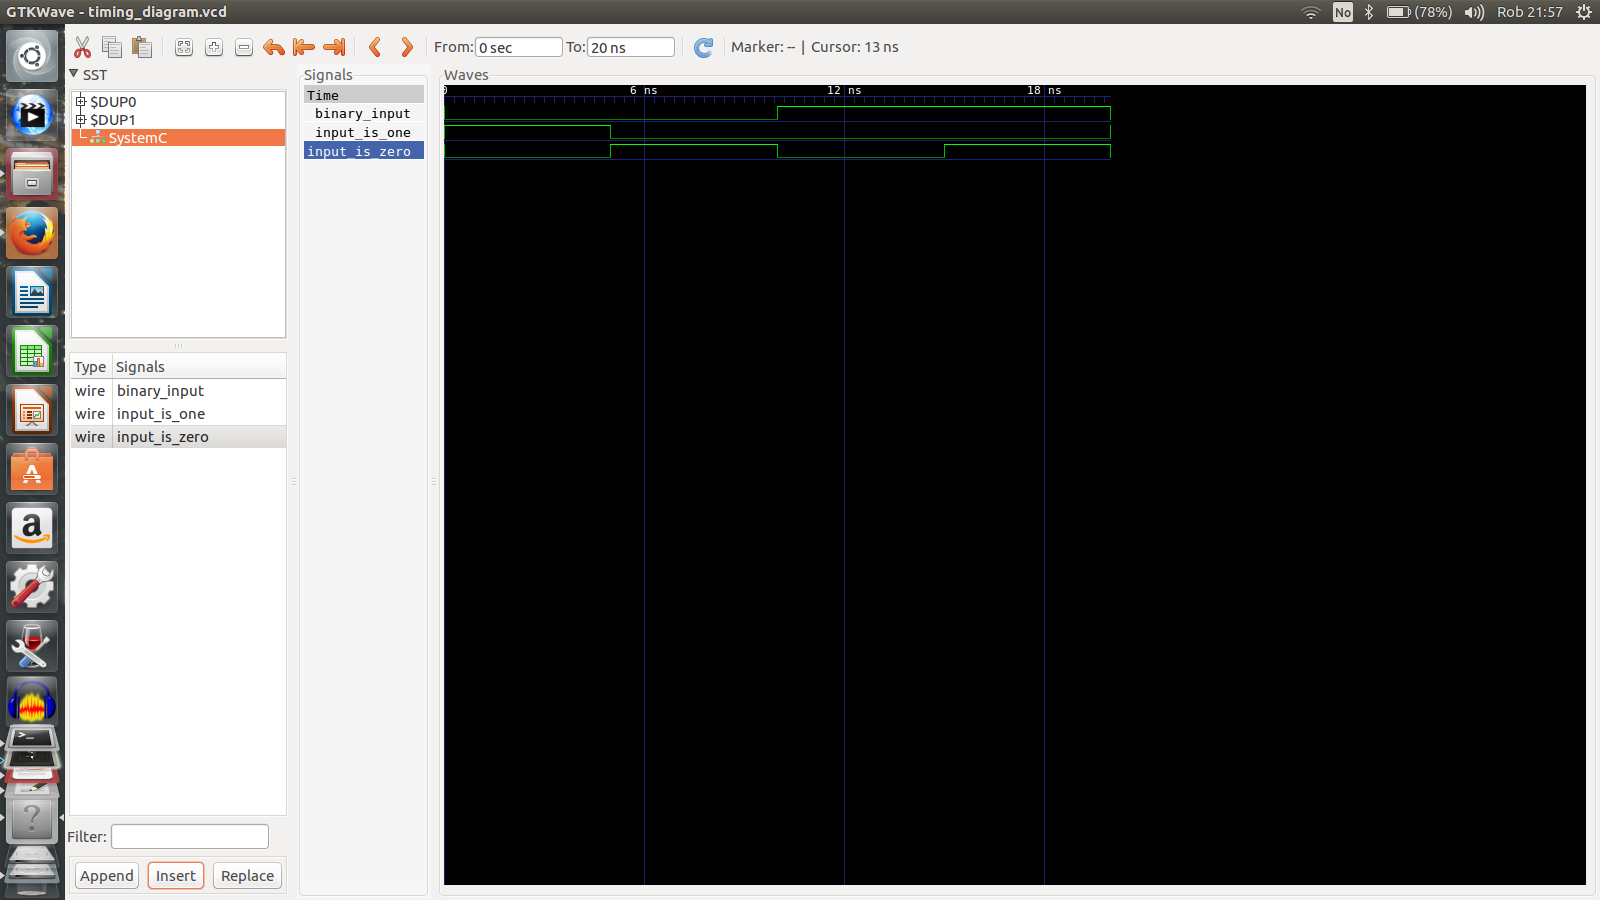 GTKWave - timing_diagram.vcd
No
(78%)
Rob 21:57
From: 0 sec To: 20 ns
Marker: -- | Cursor: 13 ns
SST
$DUP0
$DUP1
SystemC
Type Signals
wire binary_input
wire input_is_one
wire input_is_zero
Filter:
Append Insert Replace
Signals
Time
binary_input
input_is_one
input_is_zero
Waves
0 6 ns 12 ns 18 ns